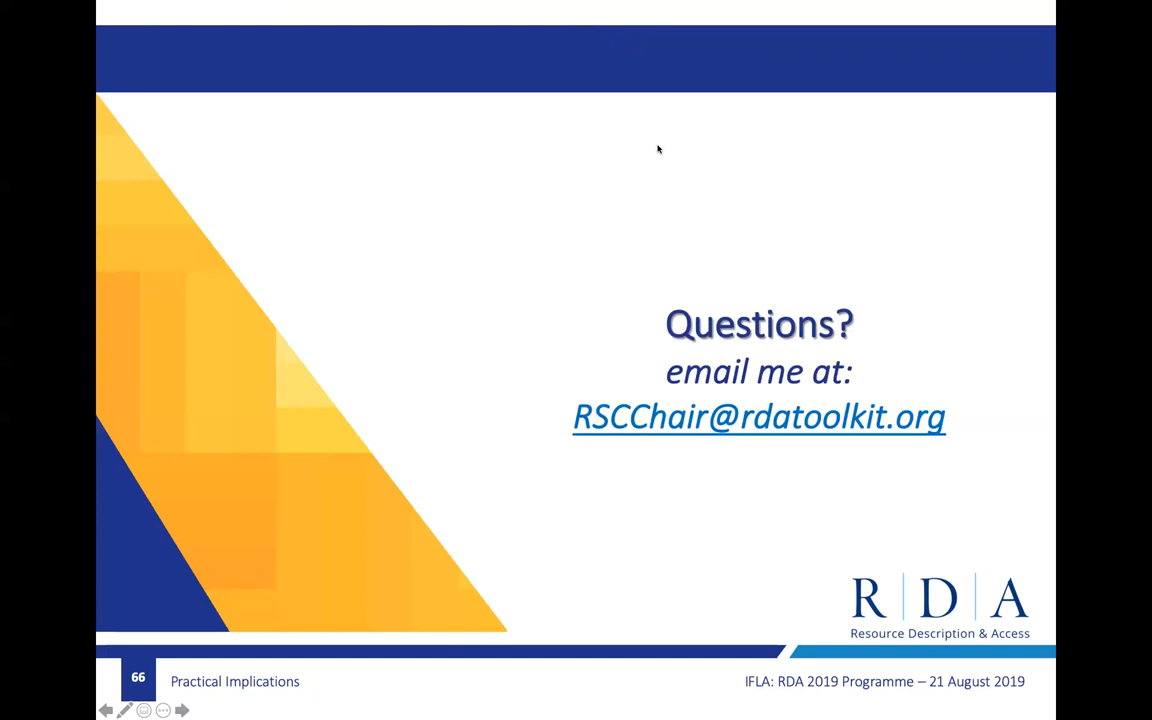 Questions?
email me at:
RSCChair@rdatoolkit.org
R D A
Resource Description & Access
66
Practical Implications
IFLA: RDA 2019 Programme – 21 August 2019